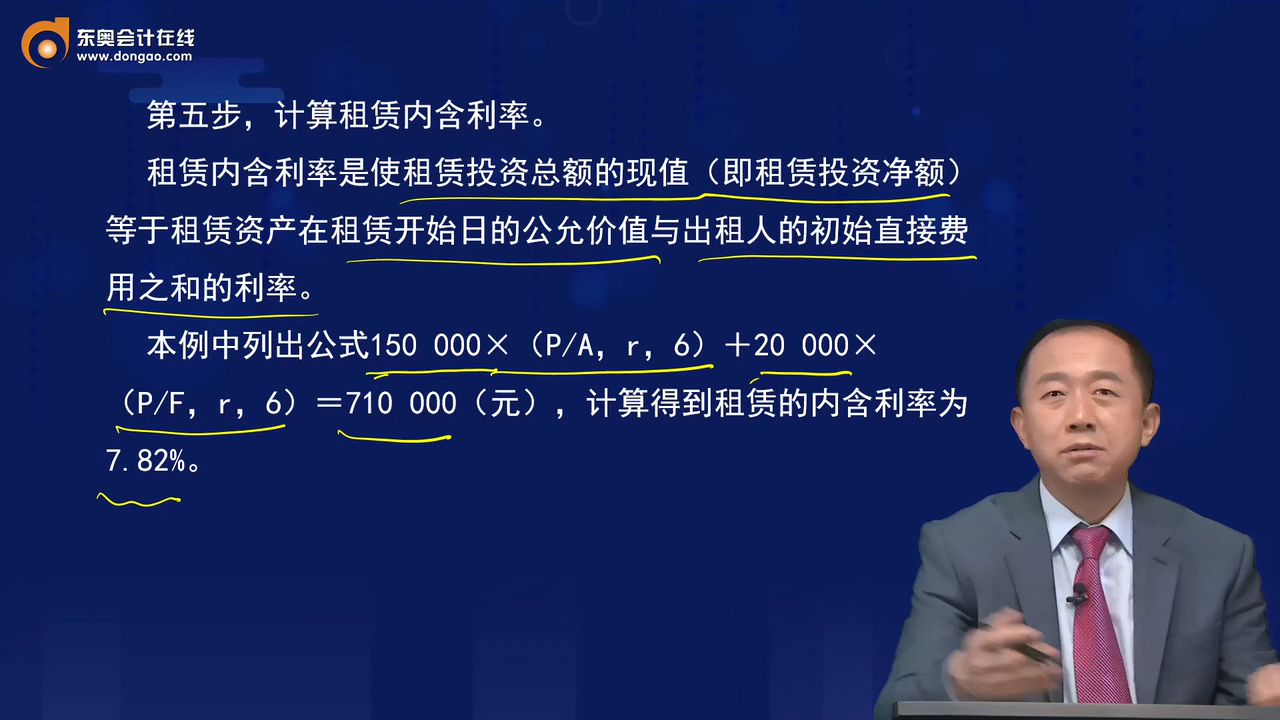 东奥会计在线
www.dongao.com
第五步，计算租赁内含利率。
租赁内含利率是使租赁投资总额的现值（即租赁投资净额）
等于租赁资产在租赁开始日的公允价值与出租人的初始直接费
用之和的利率。
本例中列出公式150 000×（P/A，r，6）＋20 000×
（P/F，r，6）＝710 000（元），计算得到租赁的内含利率为
7.82%。